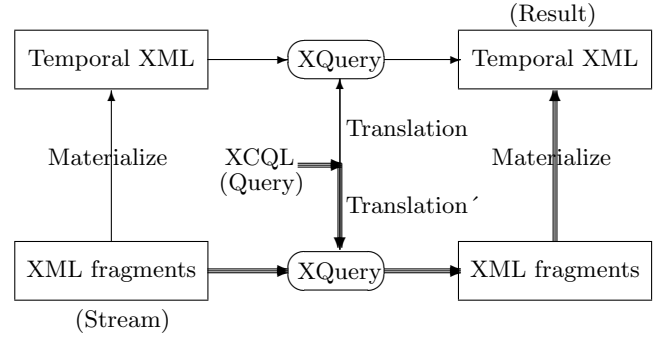 (Result)
Temporal XML
XQuery
Temporal XML
Translation
Materialize
XCQL
(Query)
Materialize
Translation´
XML fragments
XQuery
XML fragments
(Stream)